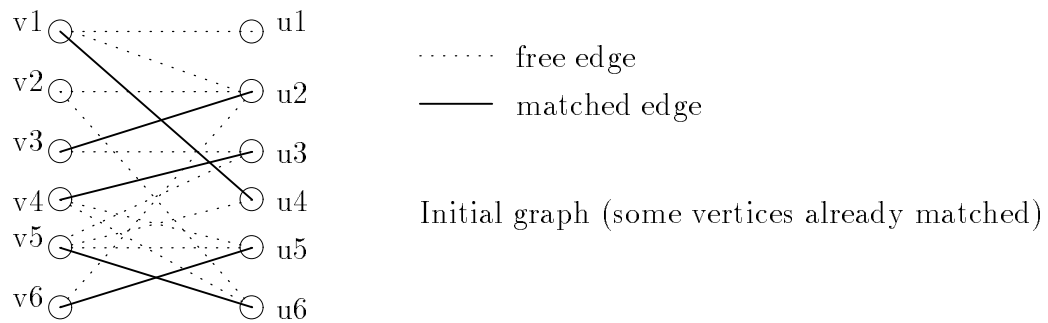 v1 u1
v2 u2
v3 u3
v4 u4
v5 u5
v6 u6
free edge
matched edge
Initial graph (some vertices already matched)